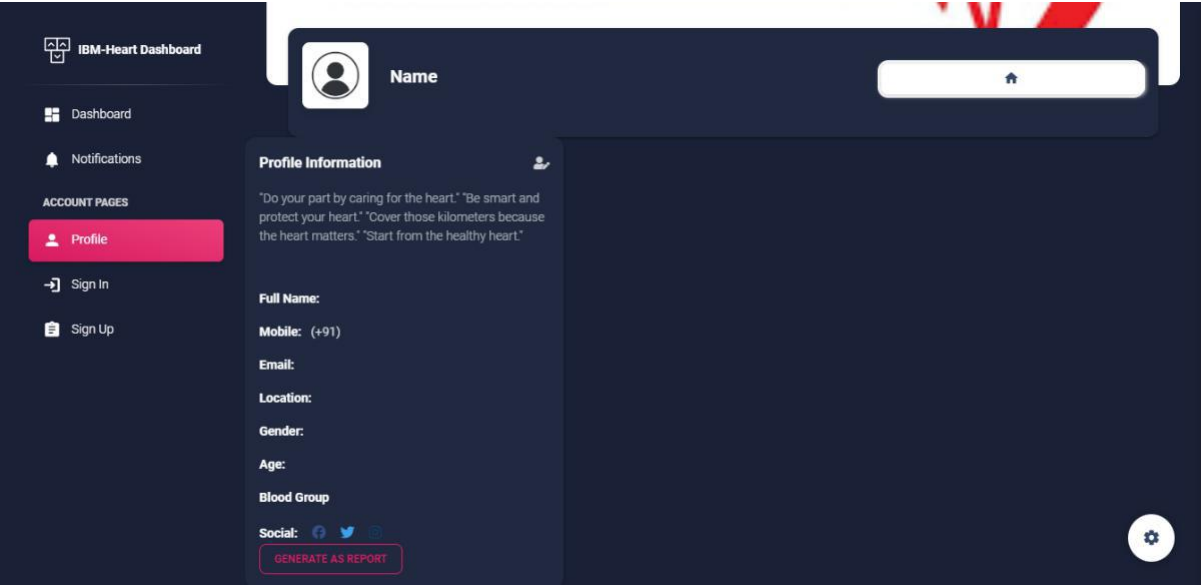 IBM-Heart Dashboard
Dashboard
Notifications
ACCOUNT PAGES
Profile
Sign In
Sign Up
Name
Profile Information
"Do your part by caring for the heart." "Be smart and
protect your heart." "Cover those kilometers because
the heart matters." "Start from the healthy heart."
Full Name:
Mobile: (+91)
Email:
Location:
Gender:
Age:
Blood Group
Social:
GENERATE AS REPORT